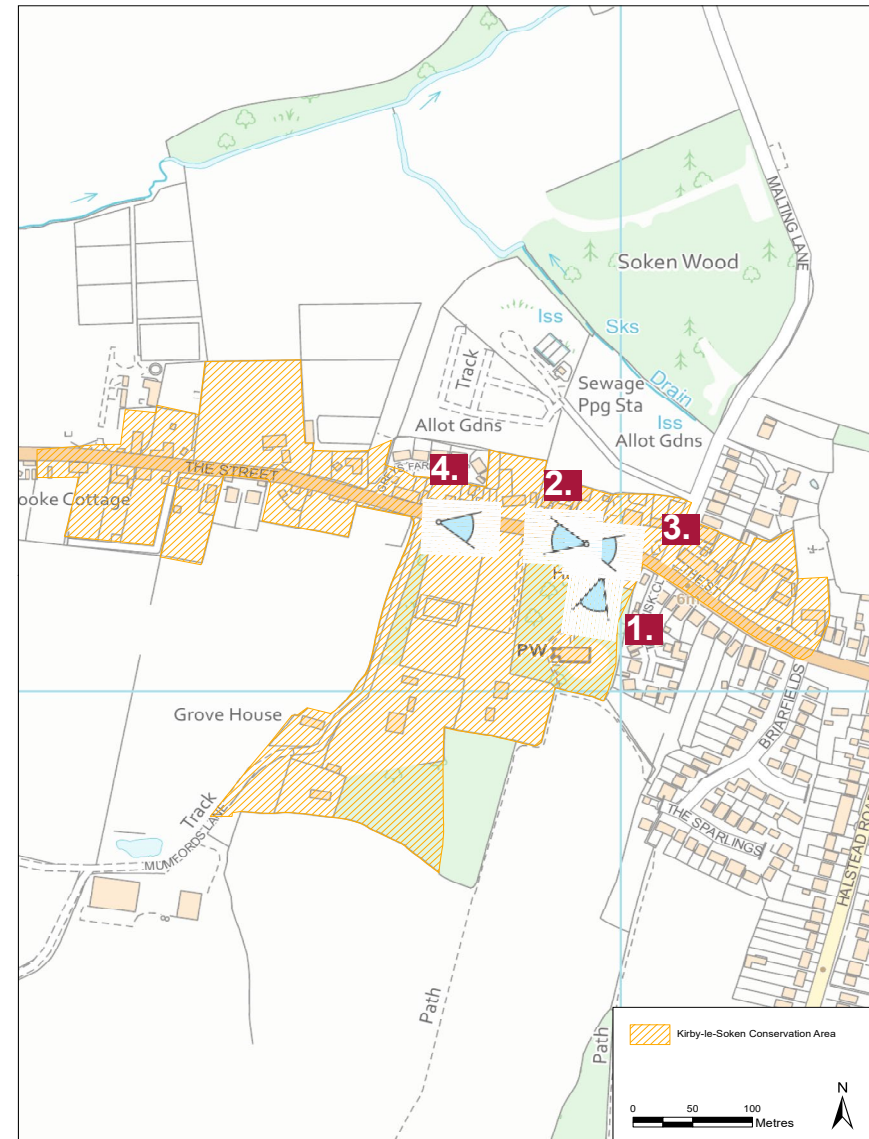 MALTING LANE
Soken Wood
Iss
Sks
Track
Drain
Sewage
Ppg Sta
Iss
Allot Gdns
Allot Gdns
THE STREET
ooke Cottage
4.
2.
3.
1.
PW
Grove House
BRIARFIELDS
Track
MUMFORDS LANE
THE SPARLINGS
HALSTEAD ROAD
Path
Path
Kirby-le-Soken Conservation Area
0 50 100
Metres
N